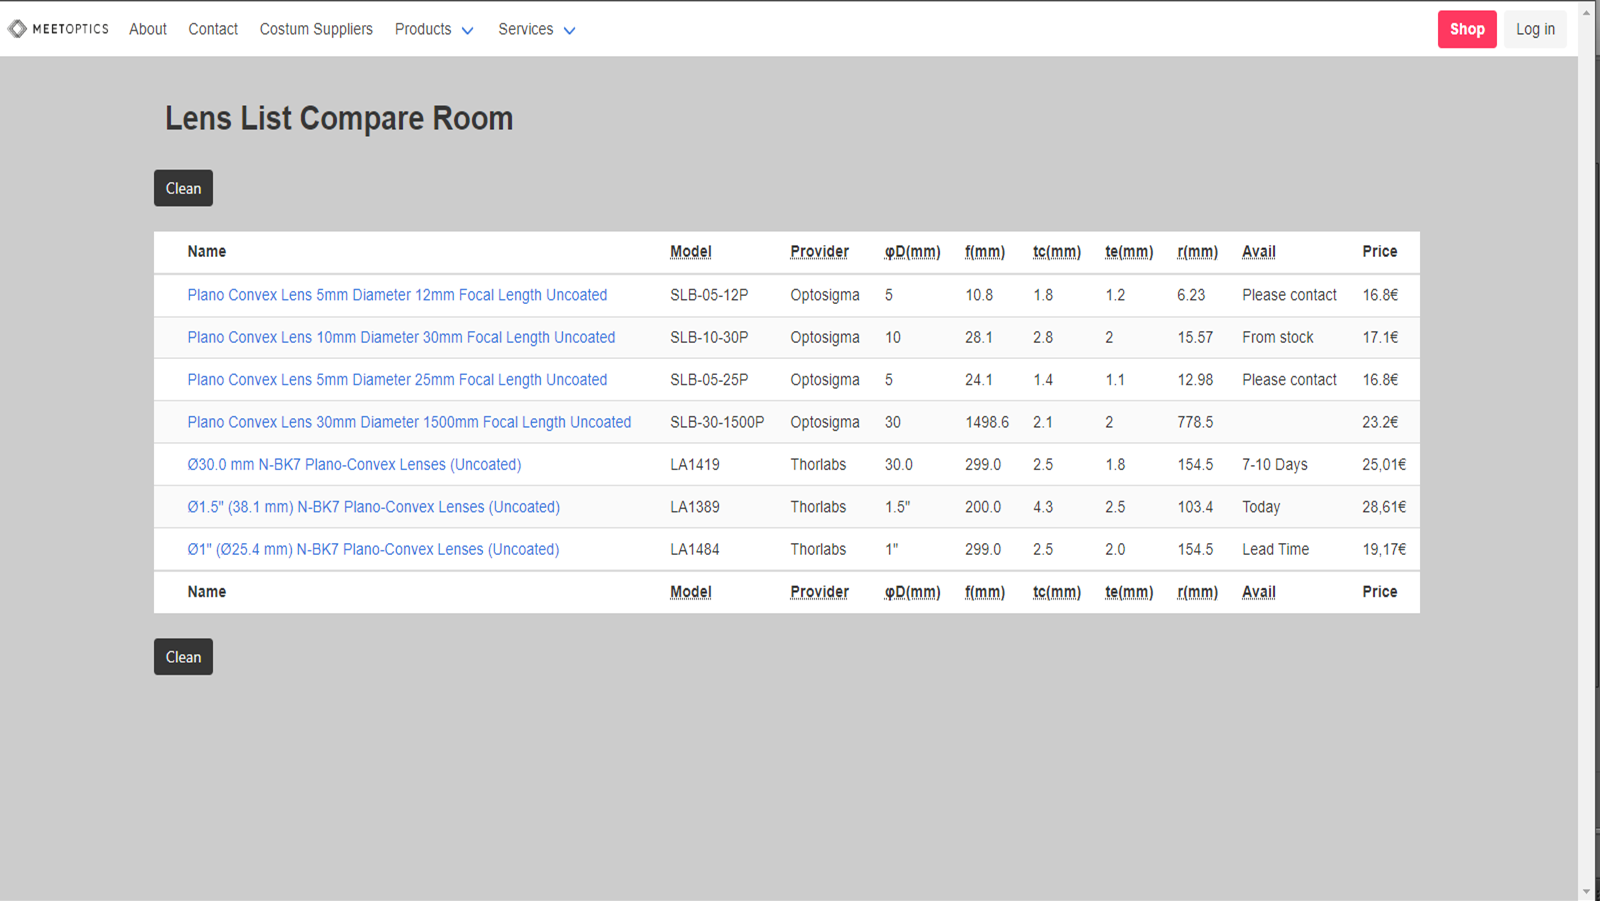 MEETOPTICS About Contact Costum Suppliers Products Services Shop Log in
Lens List Compare Room
Clean
Name Model Provider φD(mm) f(mm) tc(mm) te(mm) r(mm) Avail Price
Plano Convex Lens 5mm Diameter 12mm Focal Length Uncoated SLB-05-12P Optosigma 5 10.8 1.8 1.2 6.23 Please contact 16.8€
Plano Convex Lens 10mm Diameter 30mm Focal Length Uncoated SLB-10-30P Optosigma 10 28.1 2.8 2 15.57 From stock 17.1€
Plano Convex Lens 5mm Diameter 25mm Focal Length Uncoated SLB-05-25P Optosigma 5 24.1 1.4 1.1 12.98 Please contact 16.8€
Plano Convex Lens 30mm Diameter 1500mm Focal Length Uncoated SLB-30-1500P Optosigma 30 1498.6 2.1 2 778.5 23.2€
Ø30.0 mm N-BK7 Plano-Convex Lenses (Uncoated) LA1419 Thorlabs 30.0 299.0 2.5 1.8 154.5 7-10 Days 25,01€
Ø1.5" (38.1 mm) N-BK7 Plano-Convex Lenses (Uncoated) LA1389 Thorlabs 1.5" 200.0 4.3 2.5 103.4 Today 28,61€
Ø1" (Ø25.4 mm) N-BK7 Plano-Convex Lenses (Uncoated) LA1484 Thorlabs 1" 299.0 2.5 2.0 154.5 Lead Time 19,17€
Name Model Provider φD(mm) f(mm) tc(mm) te(mm) r(mm) Avail Price
Clean